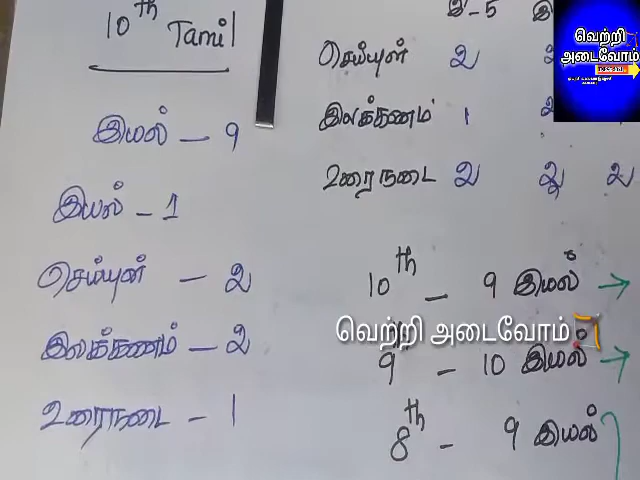 10th Tamil
இயல் - 9
இயல் - 1
செய்யுள் - 2
இலக்கணம் - 2
உரைநடை - 1
இ-5
செய்யுள் 2
இலக்கணம் 1
உரைநடை 2 2 2
10th - 9 இயல் →
வெற்றி அடைவோம்
9 - 10 இயல் →
8th - 9 இயல்
வெற்றி
அடைவோம்